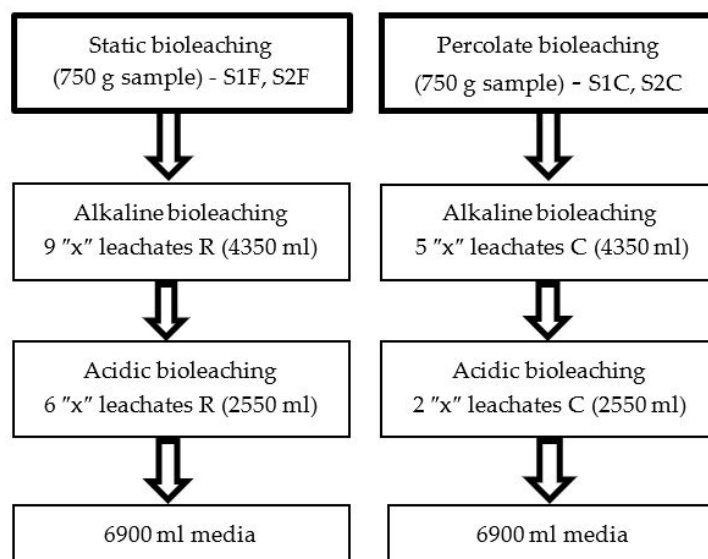 Static bioleaching
(750 g sample) - S1F, S2F
Alkaline bioleaching
9 ″x″ leachates R (4350 ml)
Acidic bioleaching
6 ″x″ leachates R (2550 ml)
6900 ml media
Percolate bioleaching
(750 g sample) - S1C, S2C
Alkaline bioleaching
5 ″x″ leachates C (4350 ml)
Acidic bioleaching
2 ″x″ leachates C (2550 ml)
6900 ml media